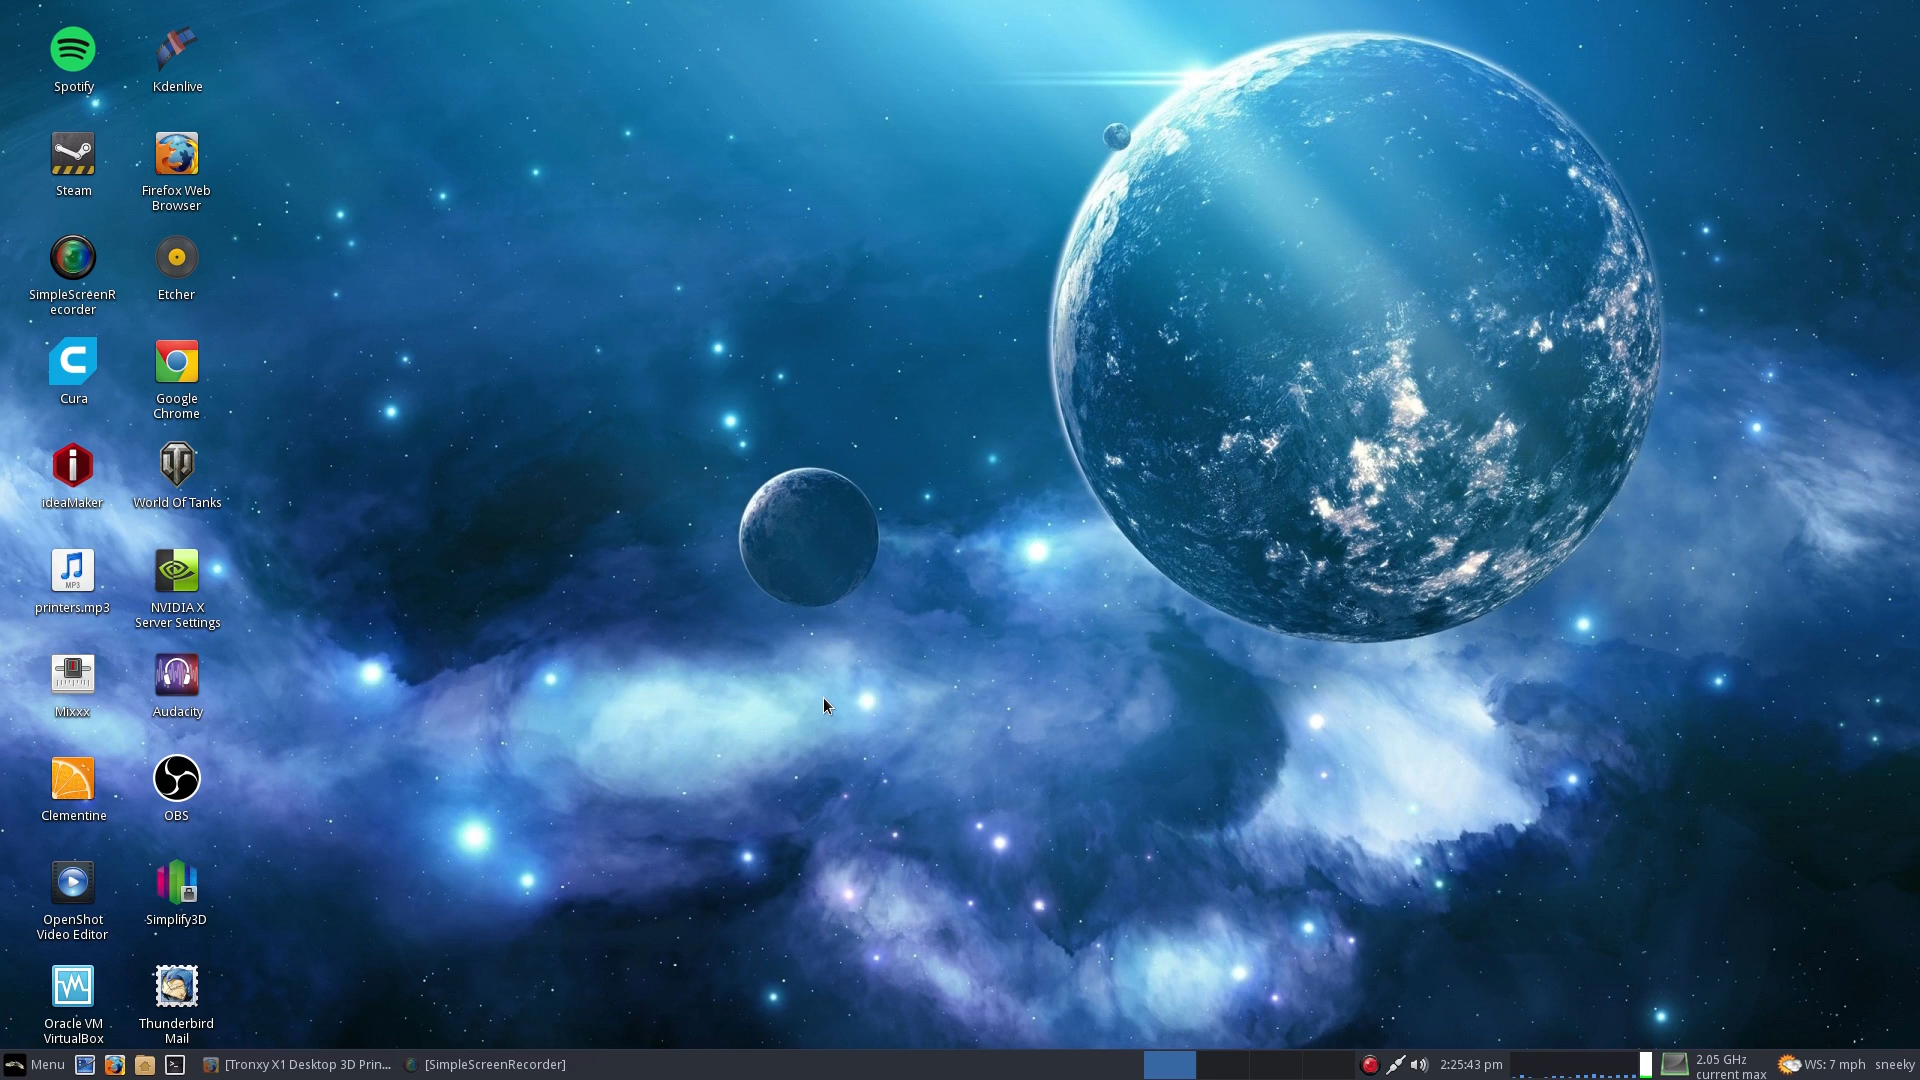 Spotify
Kdenlive
Steam
Firefox Web
Browser
SimpleScreenR
ecorder
Etcher
Cura
Google
Chrome
ideaMaker
World Of Tanks
MP3
printers.mp3
NVIDIA X
Server Settings
Mixxx
Audacity
Clementine
OBS
OpenShot
Video Editor
Simplify3D
Oracle VM
VirtualBox
Thunderbird
Mail
Menu
[Tronxy X1 Desktop 3D Prin...
[SimpleScreenRecorder]
2:25:43 pm
2.05 GHz
current max
WS: 7 mph
sneeky